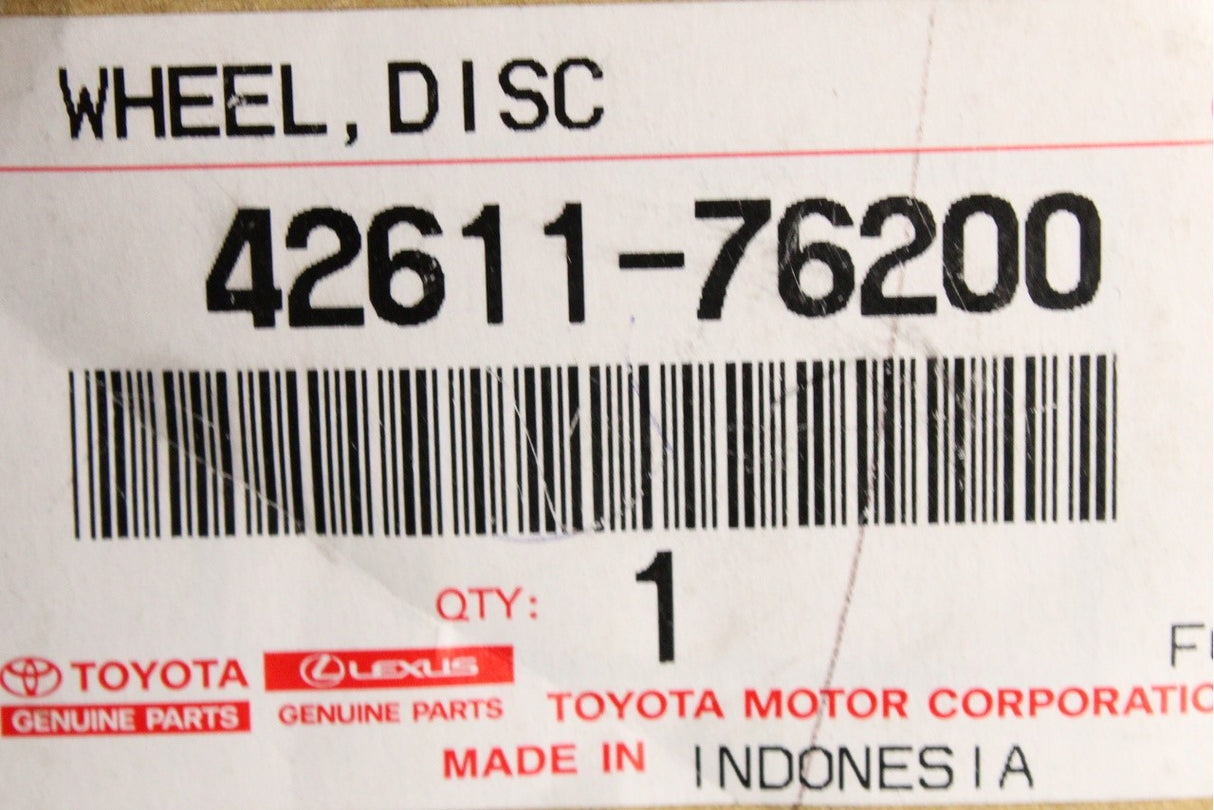 WHEEL, DISC
42611-76200
QTY: 1
TOYOTA LEXUS
GENUINE PARTS GENUINE PARTS TOYOTA MOTOR CORPORATIO
MADE IN INDONESIA